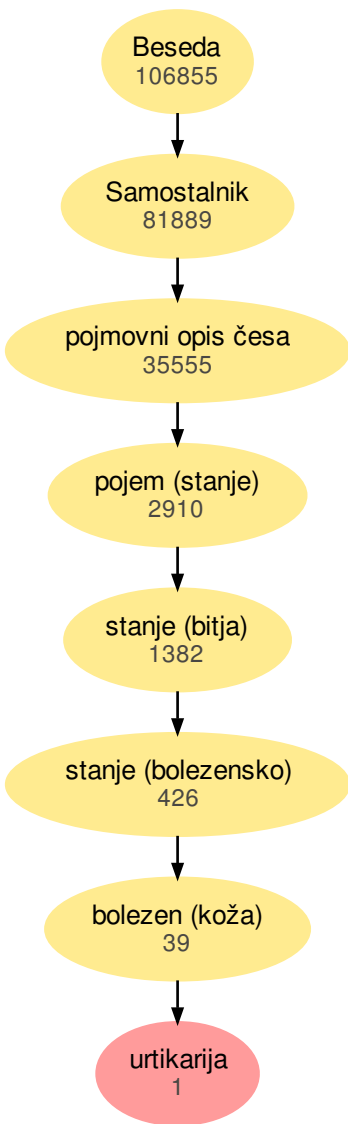 Beseda
106855
Samostalnik
81889
pojmovni opis česa
35555
pojem (stanje)
2910
stanje (bitja)
1382
stanje (bolezensko)
426
bolezen (koža)
39
urtikarija
1